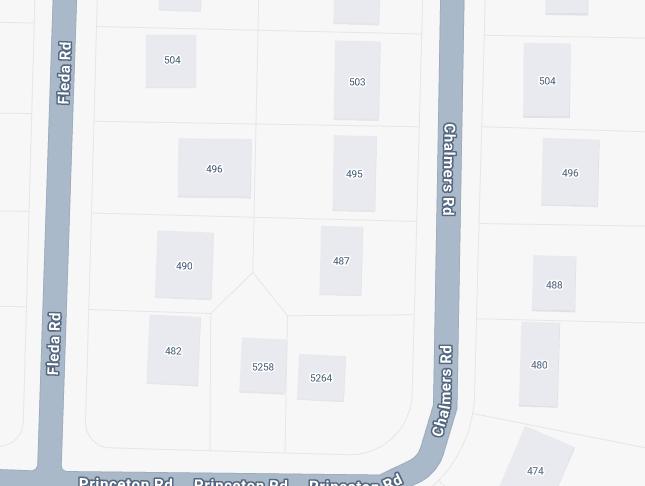 Fleda Rd
504
503
504
Chalmers Rd
496
495
496
490
487
488
Fleda Rd
482
5258
5264
480
Chalmers Rd
474
Princeton Rd
Princeton Rd
Princeton Rd